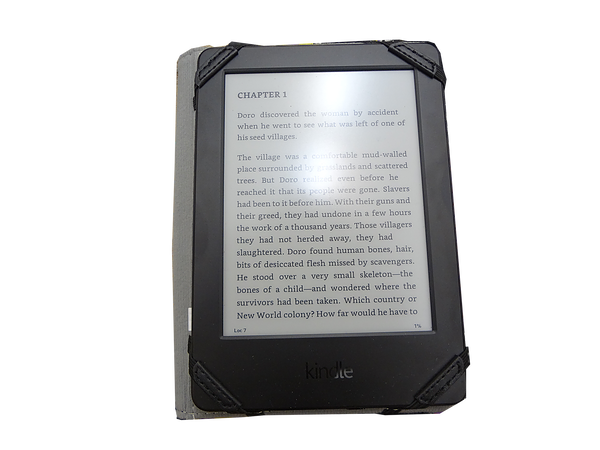 CHAPTER 1
Doro discovered the woman by accident
when he went to see what was left of one of
his seed villages.
The village was a comfortable mud-walled
place surrounded by grasslands and scattered
trees. But Doro realized even before he
reached it that its people were gone. Slavers
had been to it before him. With their guns and
their greed, they had undone in a few hours
the work of a thousand years. Those villagers
they had not herded away, they had
slaughtered. Doro found human bones, hair,
bits of desiccated flesh missed by scavengers.
He stood over a very small skeleton—the
bones of a child—and wondered where the
survivors had been taken. Which country or
New World colony? How far would he have to
Loc 7 1%
kindle